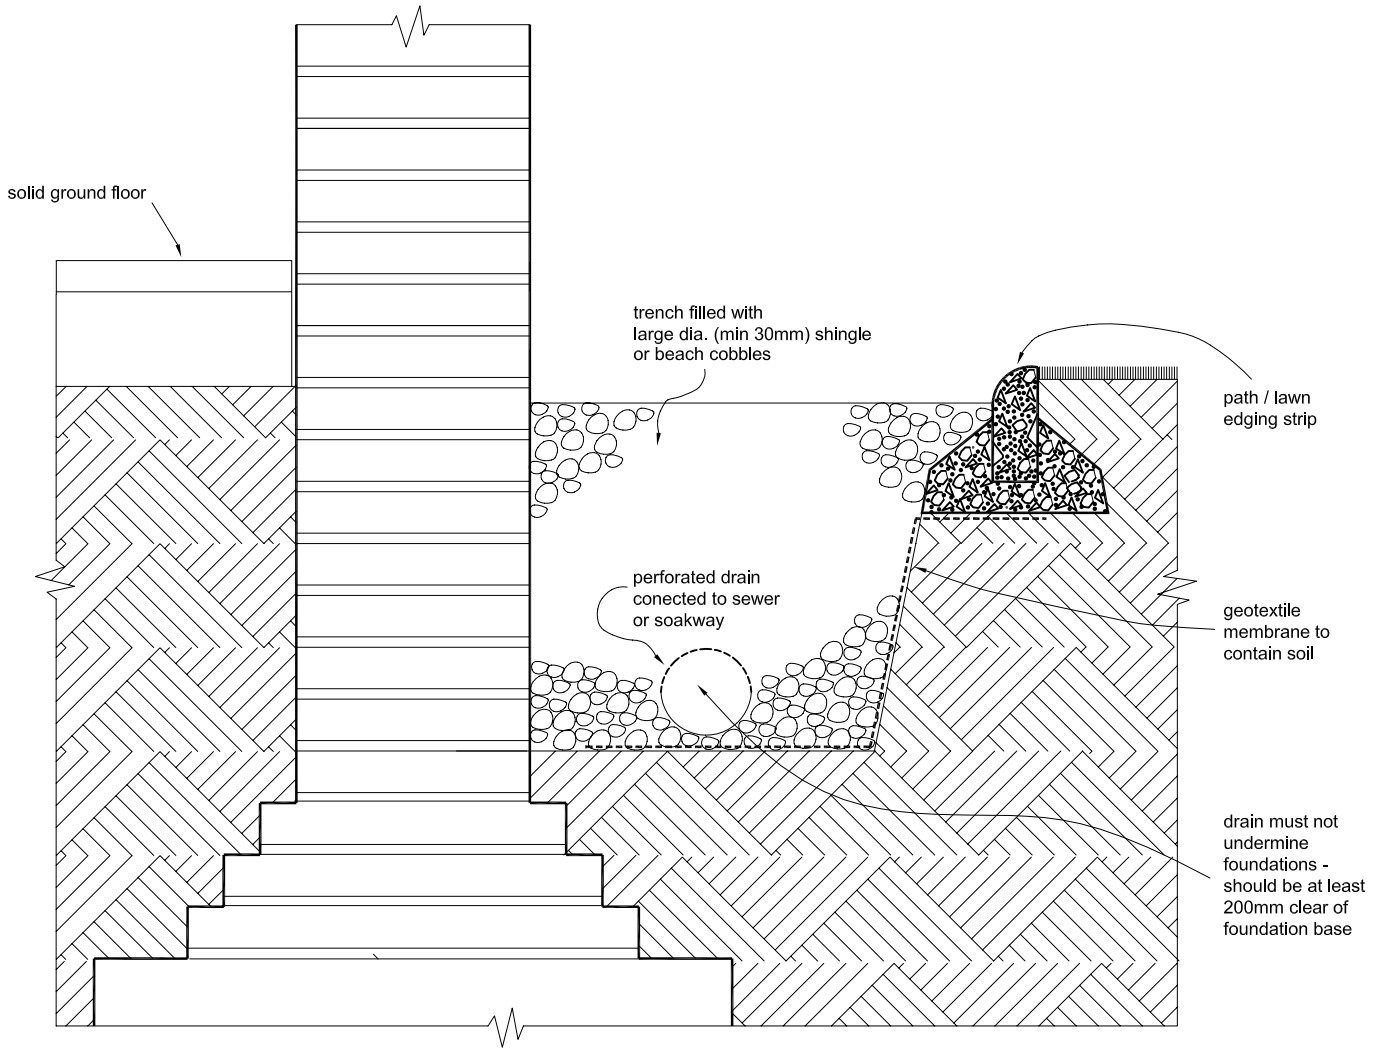 solid ground floor
trench filled with
large dia. (min 30mm) shingle
or beach cobbles
path / lawn
edging strip
perforated drain
conected to sewer
or soakway
geotextile
membrane to
contain soil
drain must not
undermine
foundations -
should be at least
200mm clear of
foundation base